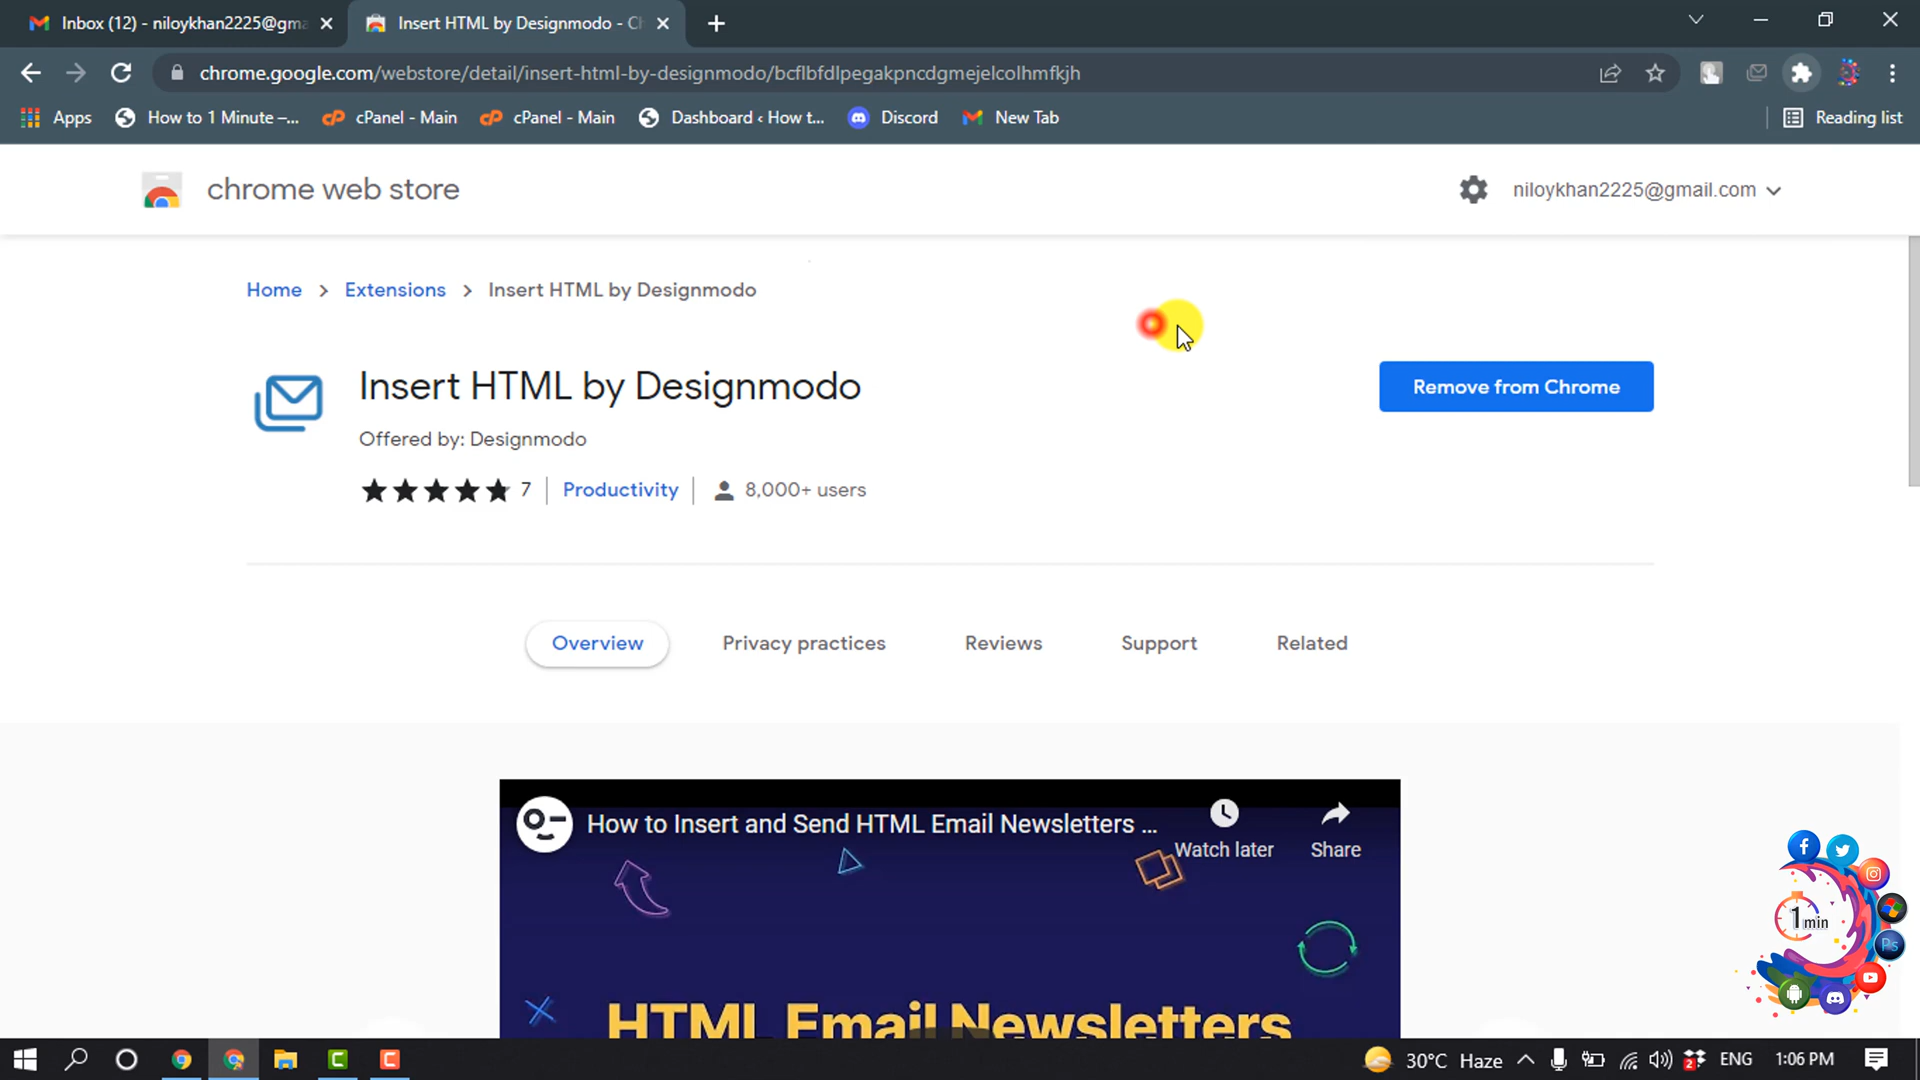 Inbox (12) - niloykhan2225@gma
Insert HTML by Designmodo - Ch
chrome.google.com/webstore/detail/insert-html-by-designmodo/bcflbfdlpegakpncdgmejelcolhmfkjh
Apps
How to 1 Minute –...
cPanel - Main
cPanel - Main
Dashboard ‹ How t...
Discord
New Tab
Reading list
chrome web store
niloykhan2225@gmail.com
Home > Extensions > Insert HTML by Designmodo
Insert HTML by Designmodo
Remove from Chrome
Offered by: Designmodo
7
Productivity
8,000+ users
Overview
Privacy practices
Reviews
Support
Related
How to Insert and Send HTML Email Newsletters ...
Watch later
Share
HTML Email Newsletters
1 min
Ps
30°C Haze
2
ENG
1:06 PM